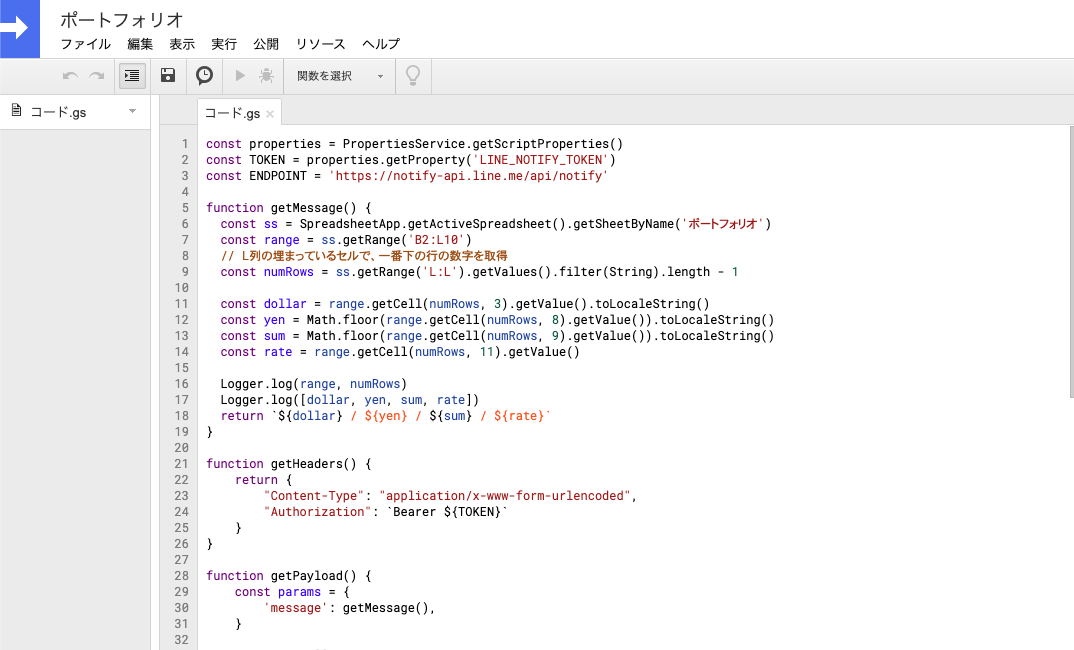 ポートフォリオ
ファイル 編集 表示 実行 公開 リソース ヘルプ
関数を選択
コード.gs
コード.gs ×
1 const properties = PropertiesService.getScriptProperties()
2 const TOKEN = properties.getProperty('LINE_NOTIFY_TOKEN')
3 const ENDPOINT = 'https://notify-api.line.me/api/notify'
4
5 function getMessage() {
6   const ss = SpreadsheetApp.getActiveSpreadsheet().getSheetByName('ポートフォリオ')
7   const range = ss.getRange('B2:L10')
8   // L列の埋まっているセルで、一番下の行の数字を取得
9   const numRows = ss.getRange('L:L').getValues().filter(String).length - 1
10
11   const dollar = range.getCell(numRows, 3).getValue().toLocaleString()
12   const yen = Math.floor(range.getCell(numRows, 8).getValue()).toLocaleString()
13   const sum = Math.floor(range.getCell(numRows, 9).getValue()).toLocaleString()
14   const rate = range.getCell(numRows, 11).getValue()
15
16   Logger.log(range, numRows)
17   Logger.log([dollar, yen, sum, rate])
18   return `${dollar} / ${yen} / ${sum} / ${rate}`
19 }
20
21 function getHeaders() {
22     return {
23         "Content-Type": "application/x-www-form-urlencoded",
24         "Authorization": `Bearer ${TOKEN}`
25     }
26 }
27
28 function getPayload() {
29     const params = {
30         'message': getMessage(),
31     }
32